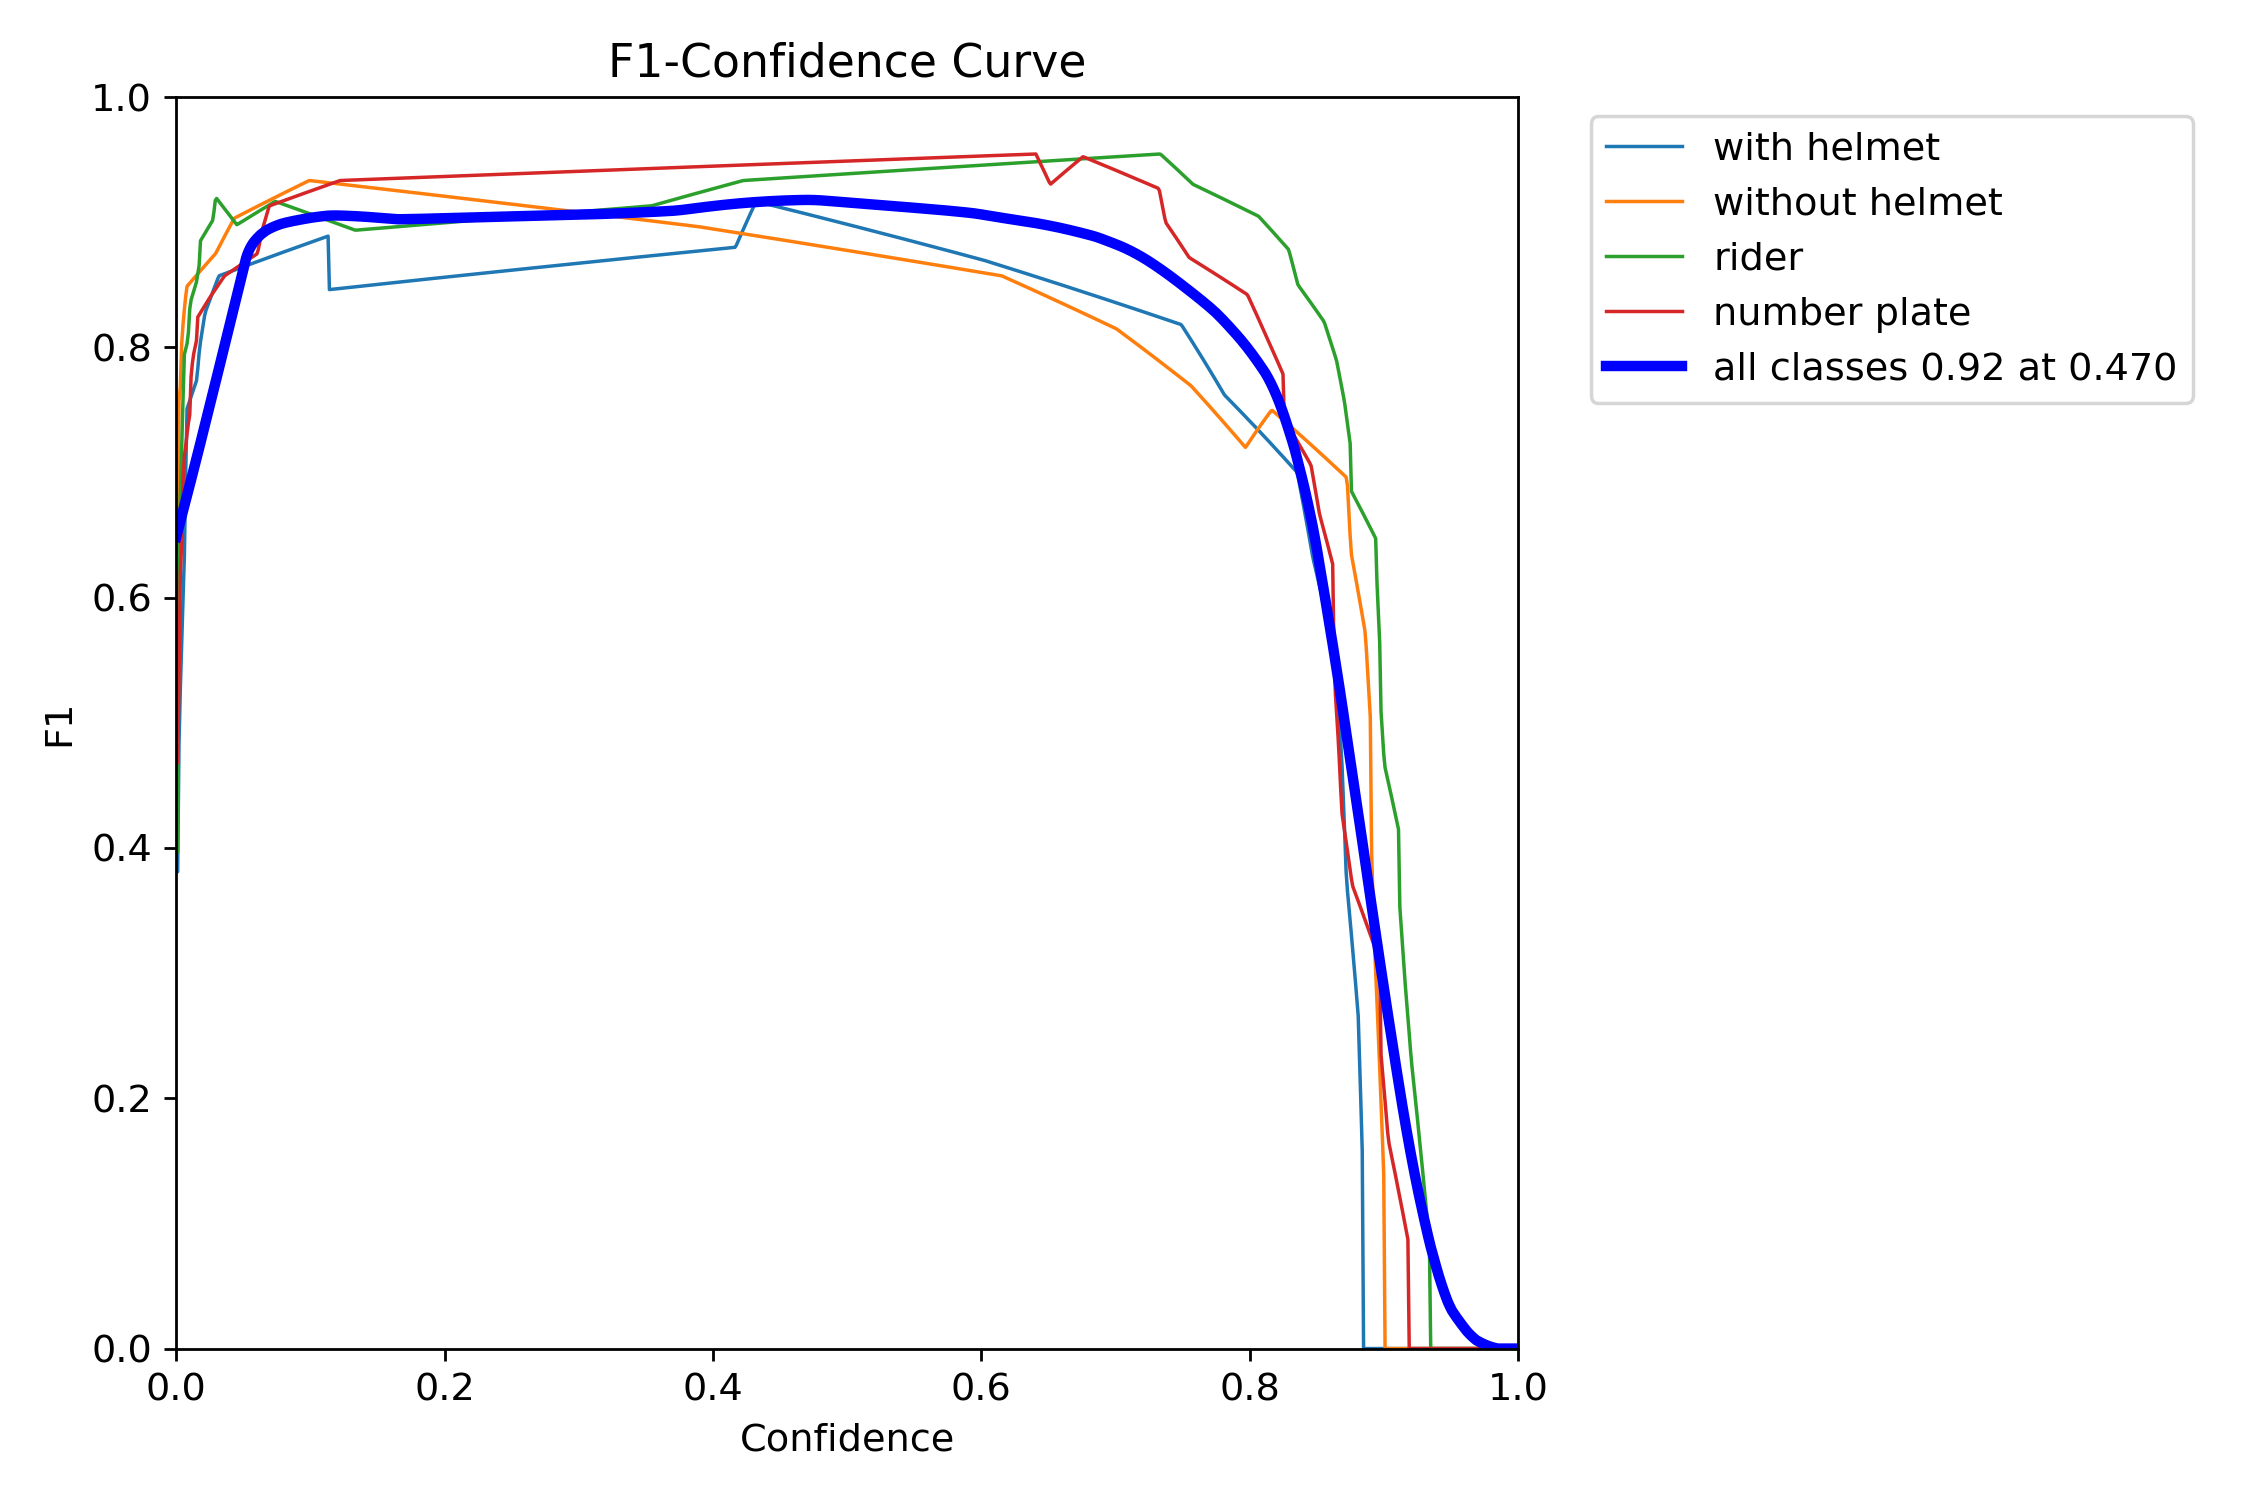 F1-Confidence Curve
1.0
0.8
0.6
0.4
0.2
0.0
F1
0.0 0.2 0.4 0.6 0.8 1.0
Confidence
with helmet
without helmet
rider
number plate
all classes 0.92 at 0.470